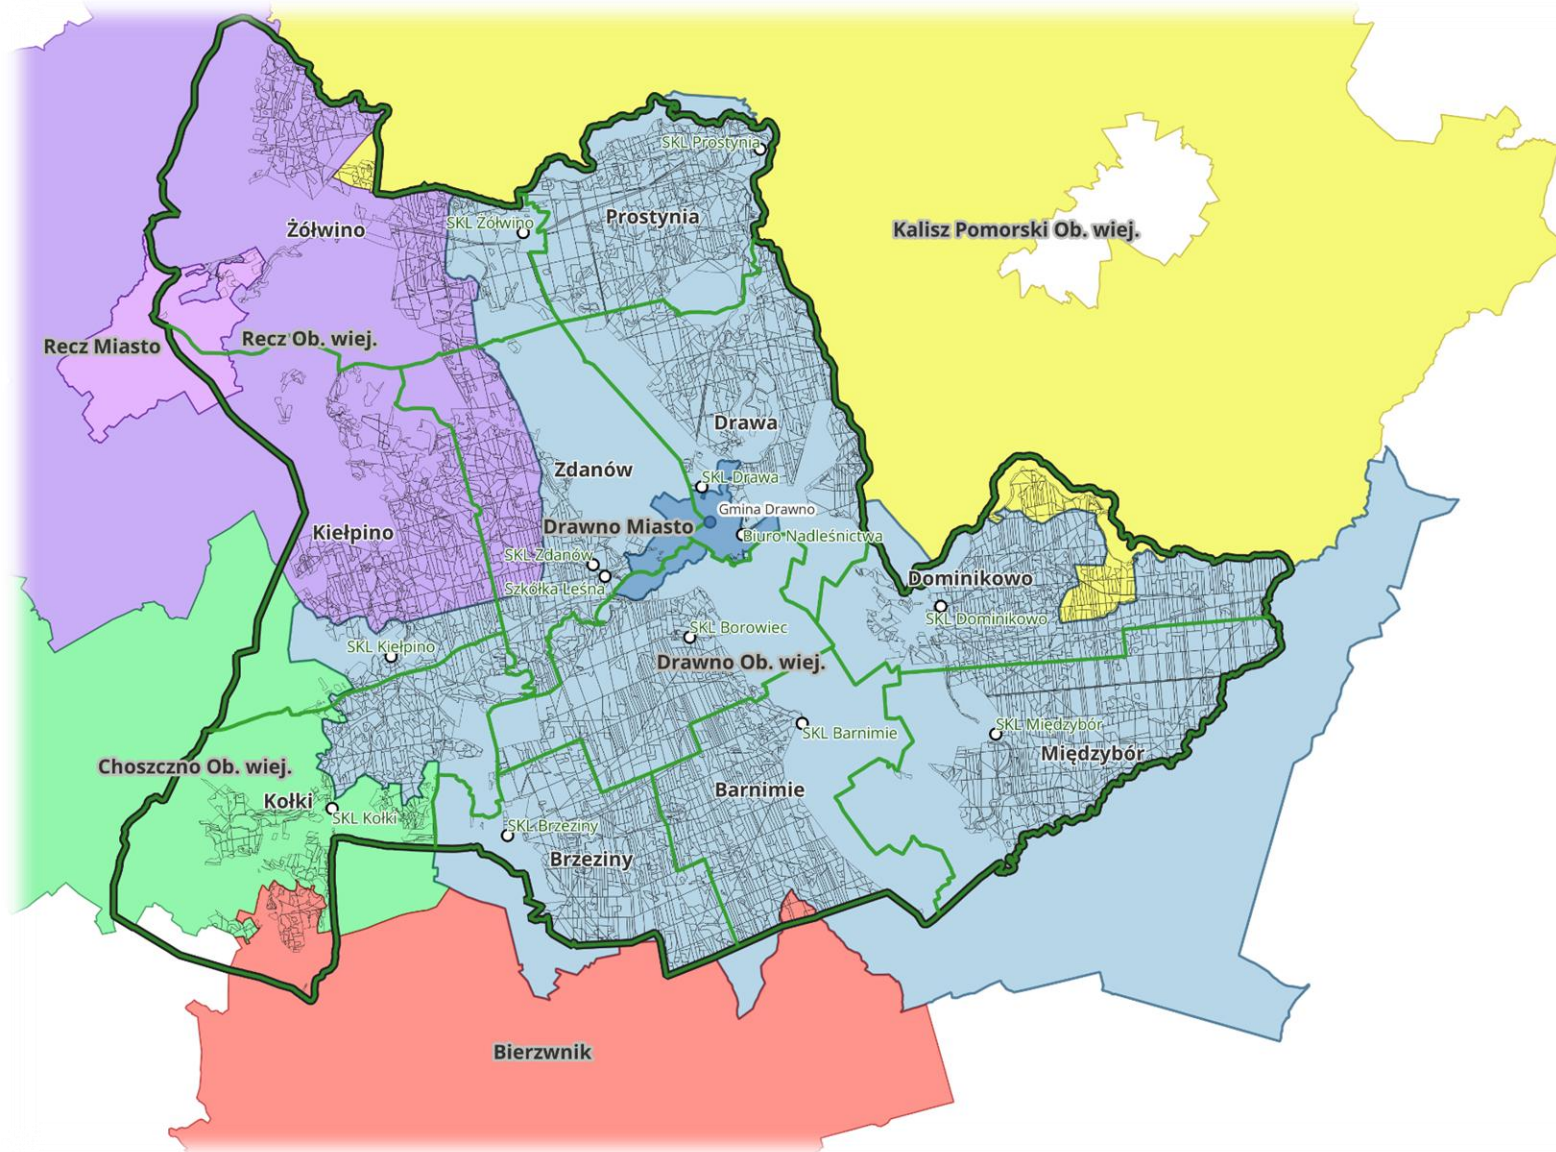 SKL Prostynia
Prostynia
SKL Żółwino
Żółwino
Kalisz Pomorski Ob. wiej.
Recz Miasto
Recz Ob. wiej.
Drawa
Zdanów
SKL Drawa
Gmina Drawno
Drawno Miasto
Kiełpino
Biuro Nadleśnictwa
SKL Zdanów
Szkółka Leśna
Dominikowo
SKL Dominikowo
SKL Borowiec
SKL Kiełpino
Drawno Ob. wiej.
SKL Międzybór
SKL Barnimie
Międzybór
Choszczno Ob. wiej.
Barnimie
Kołki
SKL Kołki
SKL Brzeziny
Brzeziny
Bierzwnik